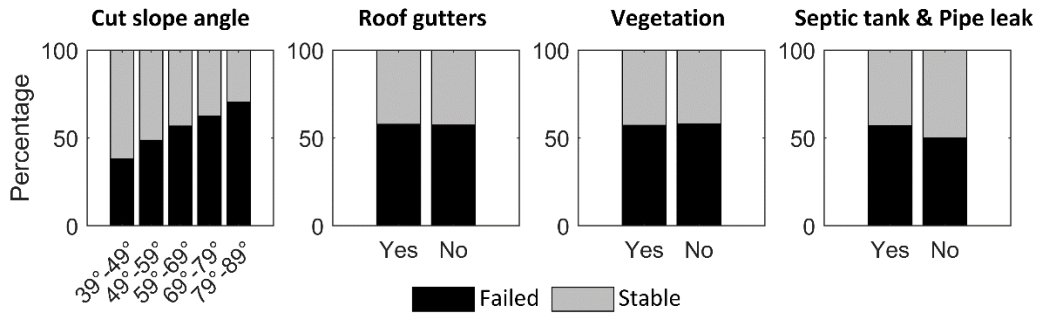 Cut slope angle
Roof gutters
Vegetation
Septic tank & Pipe leak
Percentage
100
50
0
39°-49°
49°-59°
59°-69°
69°-79°
79°-89°
100
50
0
Yes No
100
50
0
Yes No
100
50
0
Yes No
Failed Stable